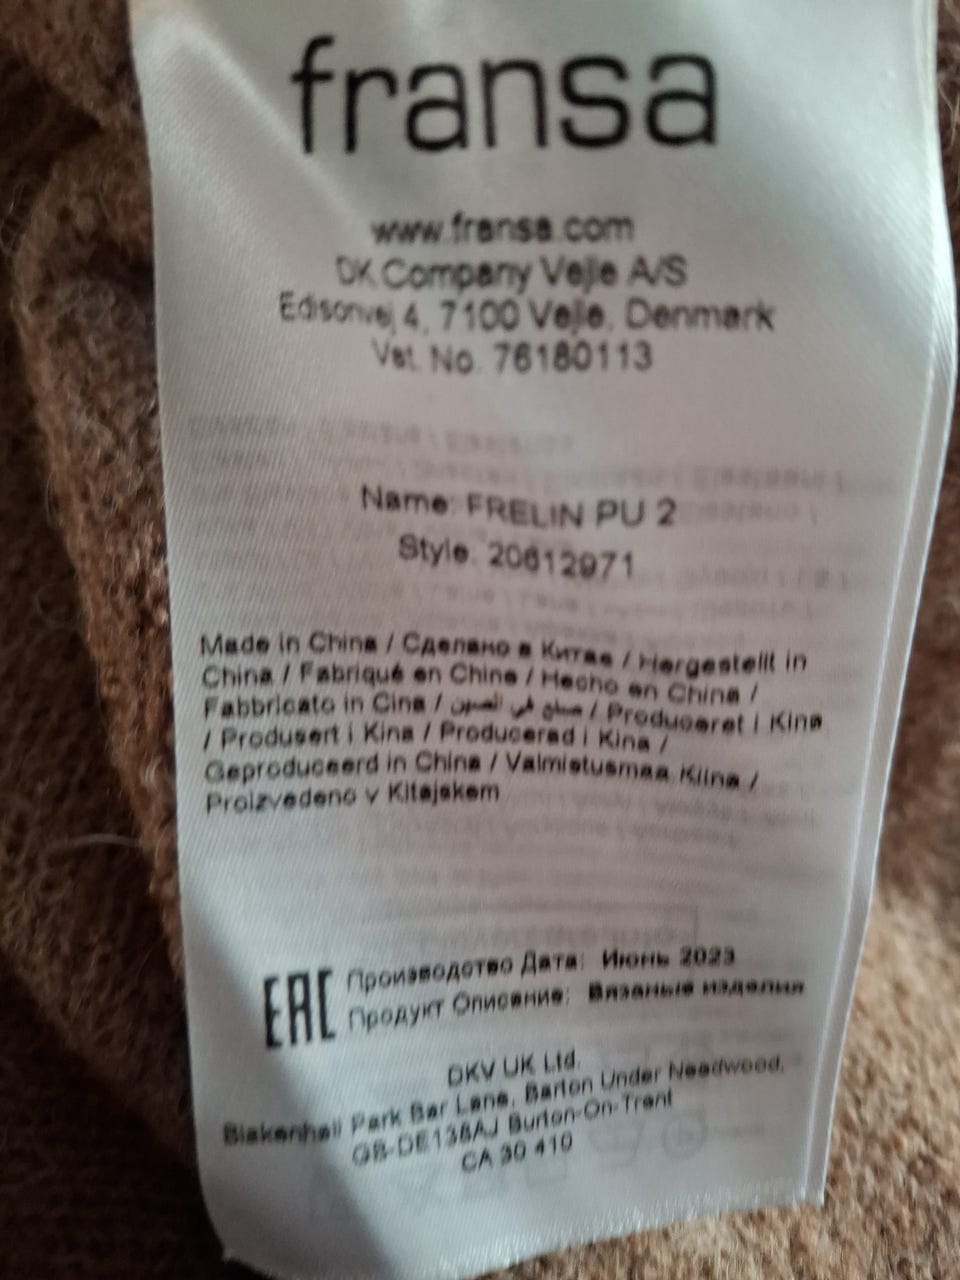 fransa
www.fransa.com
DK Company Vejle A/S
Edisonvej 4, 7100 Vejle, Denmark
Vat. No. 76180113
Name: FRELIN PU 2
Style. 20612971
Made in China / Сделано в Китае / Hergestellt in
China / Fabriqué en Chine / Hecho en China /
Fabbricato in Cina / صنع في الصين / Produceret i Kina
/ Produsert i Kina / Producerad i Kina /
Geproduceerd in China / Valmistusmaa Kiina /
Proizvedeno v Kitajskem
EAC
Производство Дата: Июнь 2023
Продукт Описание: Вязаные изделия
DKV UK Ltd.
Blakenhall Park Bar Lane, Barton Under Needwood,
GB-DE138AJ Burton-On-Trent
CA 30 410